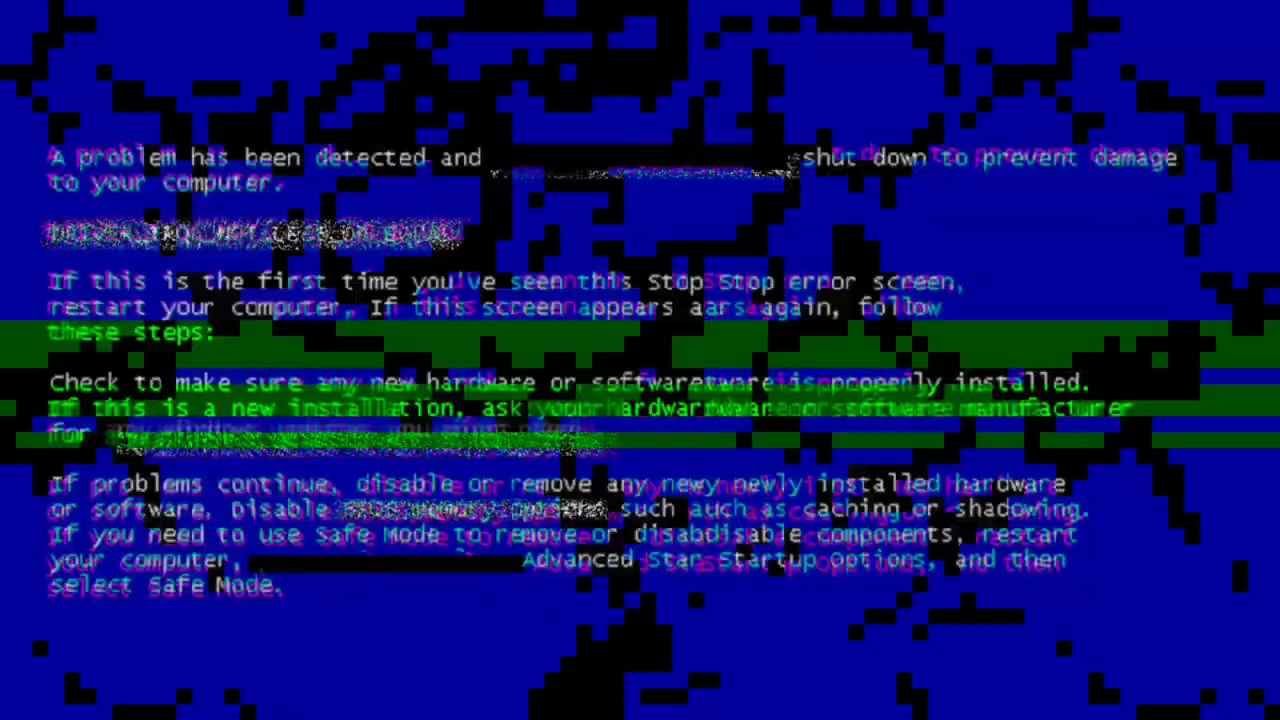 A problem has been detected and shut down to prevent damage
to your computer.
If this is the first time you've seen this Stop Stop error screen,
restart your computer, If this screen appears aars again, follow
these steps:
Check to make sure any new hardware or softwaretware is properly installed.
If this is a new installation, ask your hardware or software manufacturer
for
If problems continue, disable or remove any newy newly installed hardware
or software. Disable such auch as caching or shadowing.
If you need to use Safe Mode to remove or disabdisable components, restart
your computer, Advanced Star Startup Options, and then
select Safe Mode.